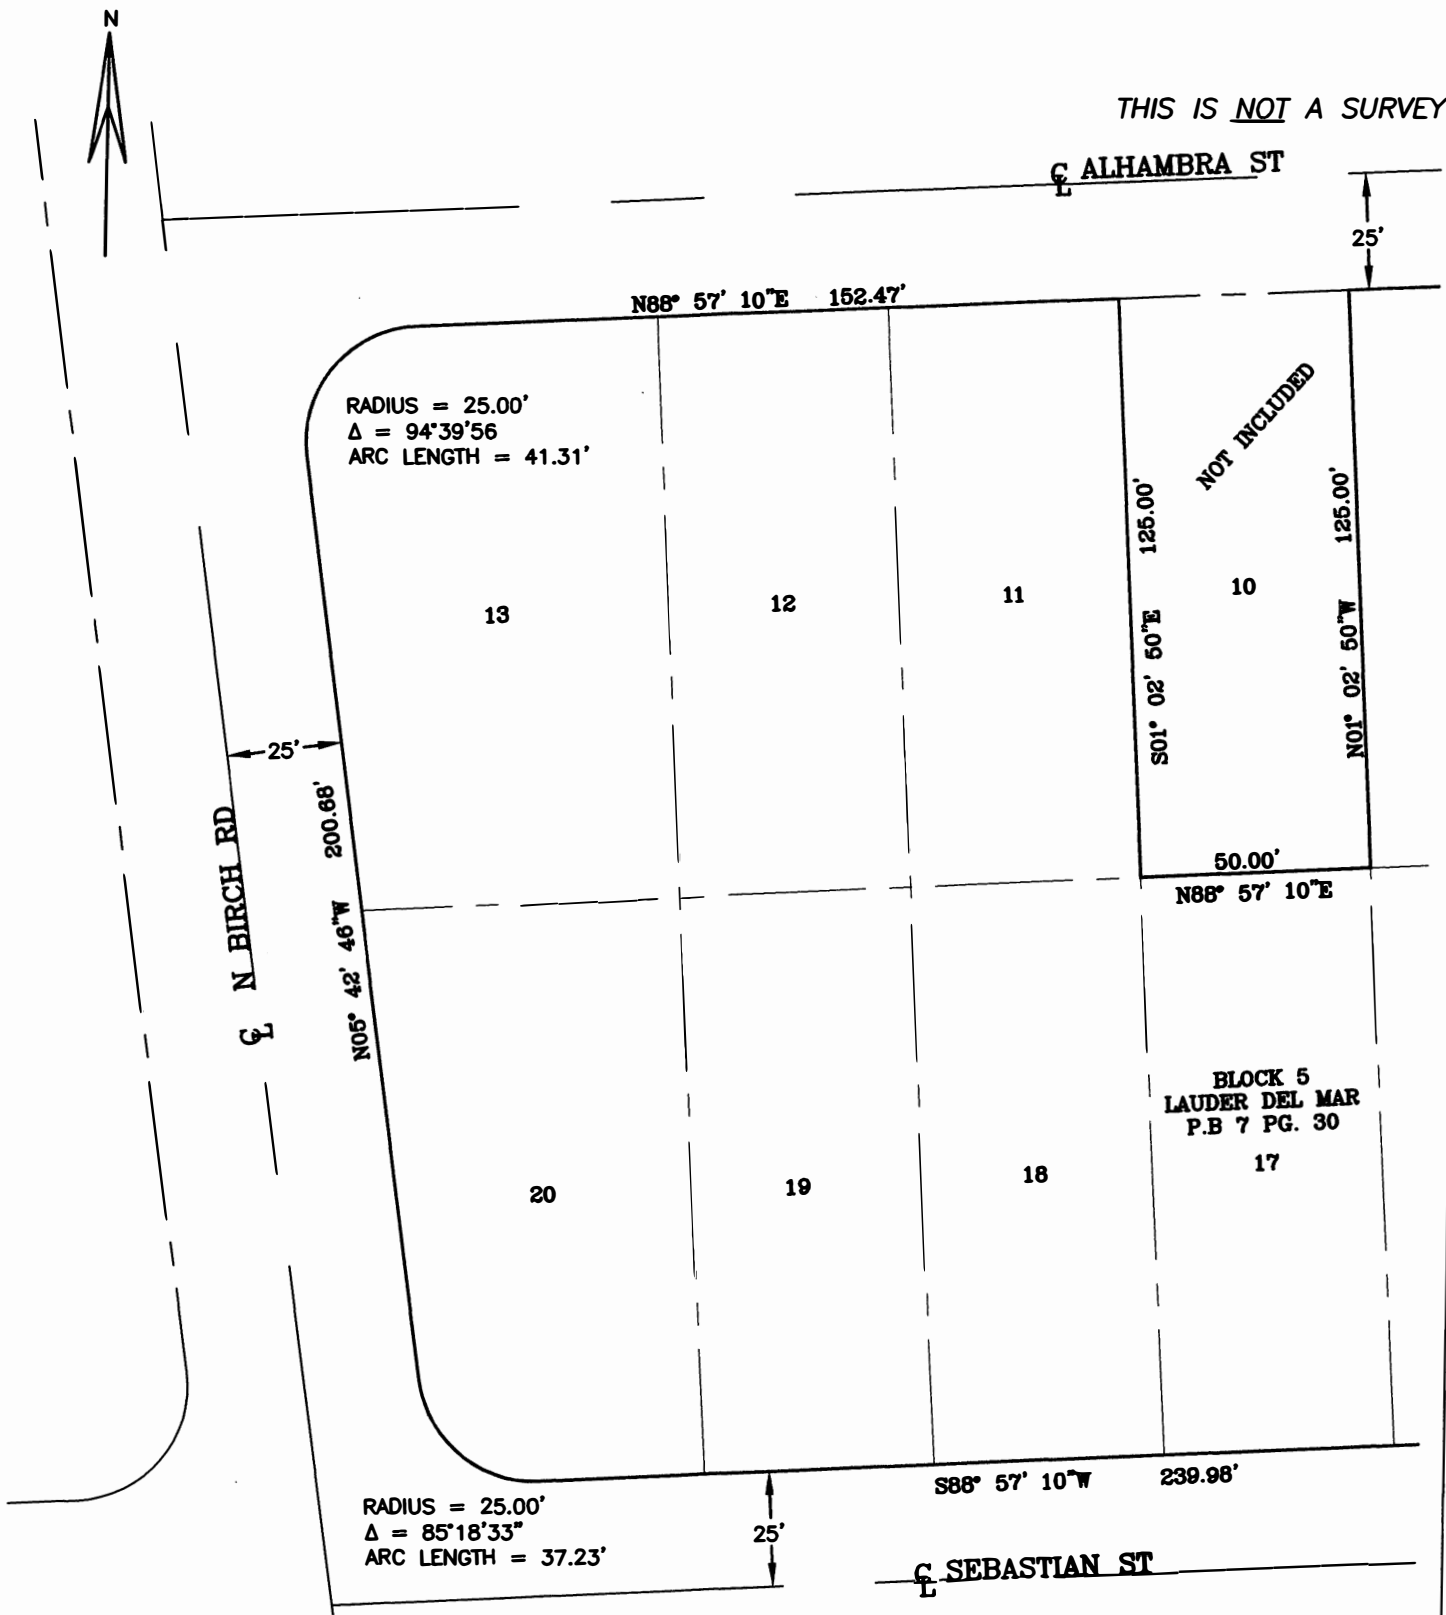 N
THIS IS NOT A SURVEY
℄ ALHAMBRA ST
25'
N88° 57' 10"E 152.47'
RADIUS = 25.00'
Δ = 94°39'56
ARC LENGTH = 41.31'
NOT INCLUDED
S01° 02' 50"E 125.00'
N01° 02' 50"W 125.00'
13
12
11
10
25'
℄ N BIRCH RD
N05° 42' 46"W 200.68'
50.00'
N88° 57' 10"E
BLOCK 5
LAUDER DEL MAR
P.B 7 PG. 30
17
20
19
18
S88° 57' 10"W 239.98'
RADIUS = 25.00'
Δ = 85°18'33"
ARC LENGTH = 37.23'
25'
℄ SEBASTIAN ST